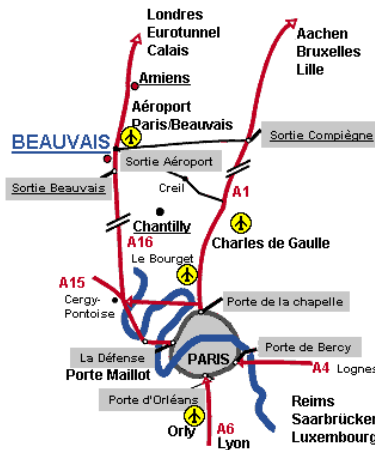 Londres
Eurotunnel
Calais
Aachen
Bruxelles
Lille
Amiens
Aéroport
Paris/Beauvais
BEAUVAIS
Sortie Compiègne
Sortie Aéroport
Sortie Beauvais
Creil
A1
Chantilly
A16
Charles de Gaulle
Le Bourget
A15
Cergy-
Pontoise
Porte de la chapelle
La Défense
Porte Maillot
PARIS
Porte de Bercy
A4 Lognes
Porte d'Orléans
Orly
A6
Lyon
Reims
Saarbrücken
Luxembourg